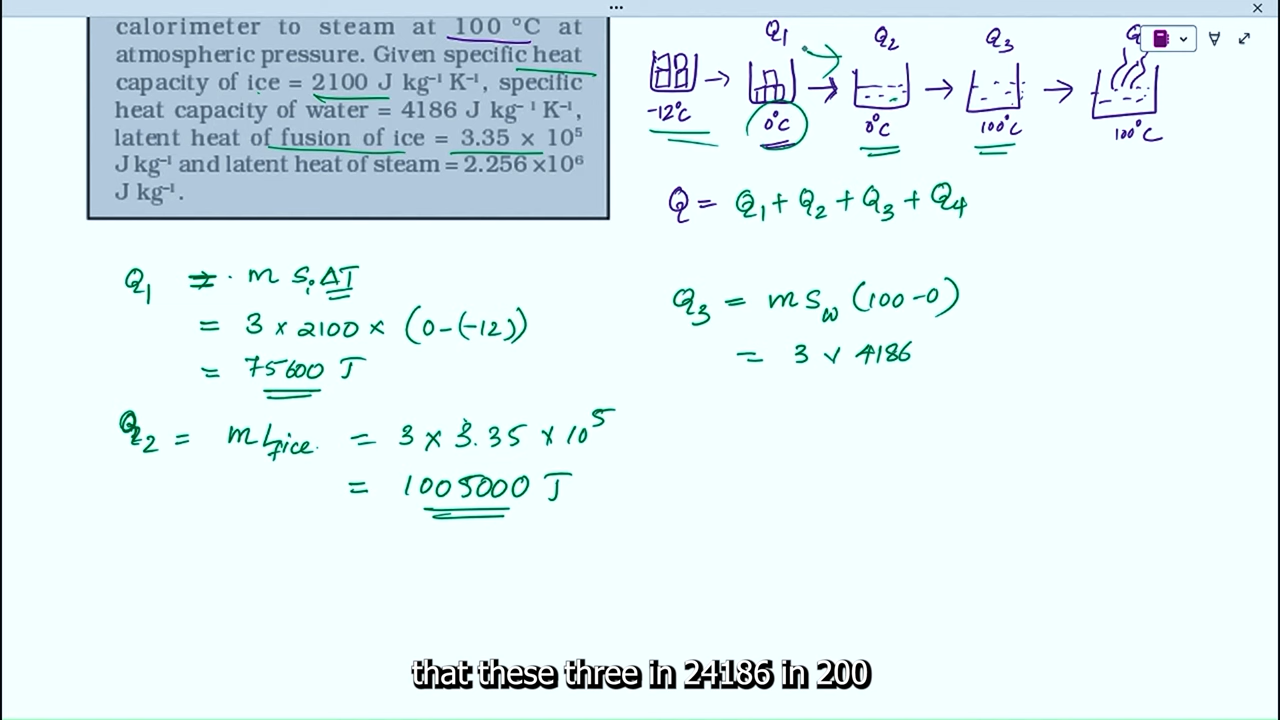 calorimeter to steam at 100 °C at
atmospheric pressure. Given specific heat
capacity of ice = 2100 J kg⁻¹ K⁻¹, specific
heat capacity of water = 4186 J kg⁻¹ K⁻¹,
latent heat of fusion of ice = 3.35 × 10⁵
J kg⁻¹ and latent heat of steam = 2.256 ×10⁶
J kg⁻¹.
Q₁ Q₂ Q₃ Q
-12°C 0°C 0°C 100°C 100°C
Q = Q₁ + Q₂ + Q₃ + Q₄
Q₁ = m Sᵢ ΔT
= 3 × 2100 × (0-(-12))
= 75600 J
Q₂ = m Lf ice = 3 × 3.35 × 10⁵
= 1005000 J
Q₃ = m Sw (100-0)
= 3 × 4186
that these three in 24186 in 200